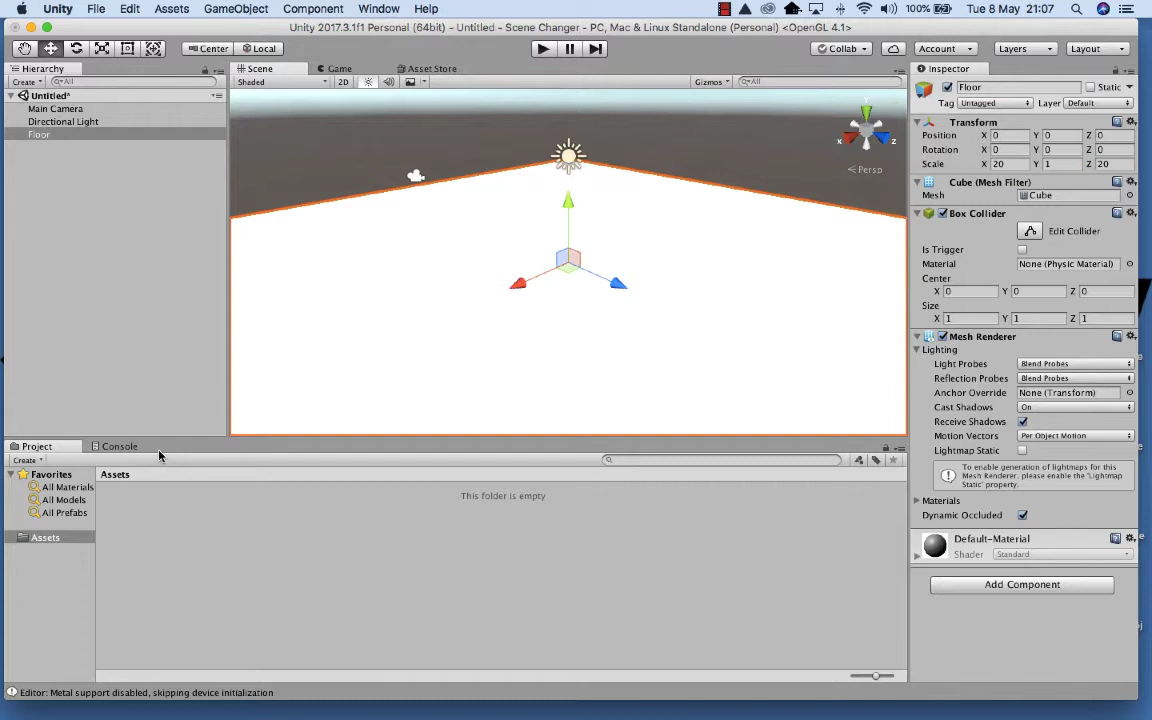 Unity File Edit Assets GameObject Component Window Help 100% Tue 8 May 21:07
Unity 2017.3.1f1 Personal (64bit) - Untitled - Scene Changer - PC, Mac & Linux Standalone (Personal) <OpenGL 4.1>
Center Local Collab Account Layers Layout
Hierarchy
Create All
Untitled*
Main Camera
Directional Light
Floor
Scene Game Asset Store
Shaded 2D Gizmos All
x z
Persp
Inspector
Floor Static
Tag Untagged Layer Default
Transform
Position X 0 Y 0 Z 0
Rotation X 0 Y 0 Z 0
Scale X 20 Y 1 Z 20
Cube (Mesh Filter)
Mesh Cube
Box Collider
Edit Collider
Is Trigger
Material None (Physic Material)
Center
X 0 Y 0 Z 0
Size
X 1 Y 1 Z 1
Mesh Renderer
Lighting
Light Probes Blend Probes
Reflection Probes Blend Probes
Anchor Override None (Transform)
Cast Shadows On
Receive Shadows
Motion Vectors Per Object Motion
Lightmap Static
To enable generation of lightmaps for this
Mesh Renderer, please enable the 'Lightmap
Static' property.
Materials
Dynamic Occluded
Default-Material
Shader Standard
Add Component
Project Console
Create
Favorites
All Materials
All Models
All Prefabs
Assets
Assets
This folder is empty
Editor: Metal support disabled, skipping device initialization